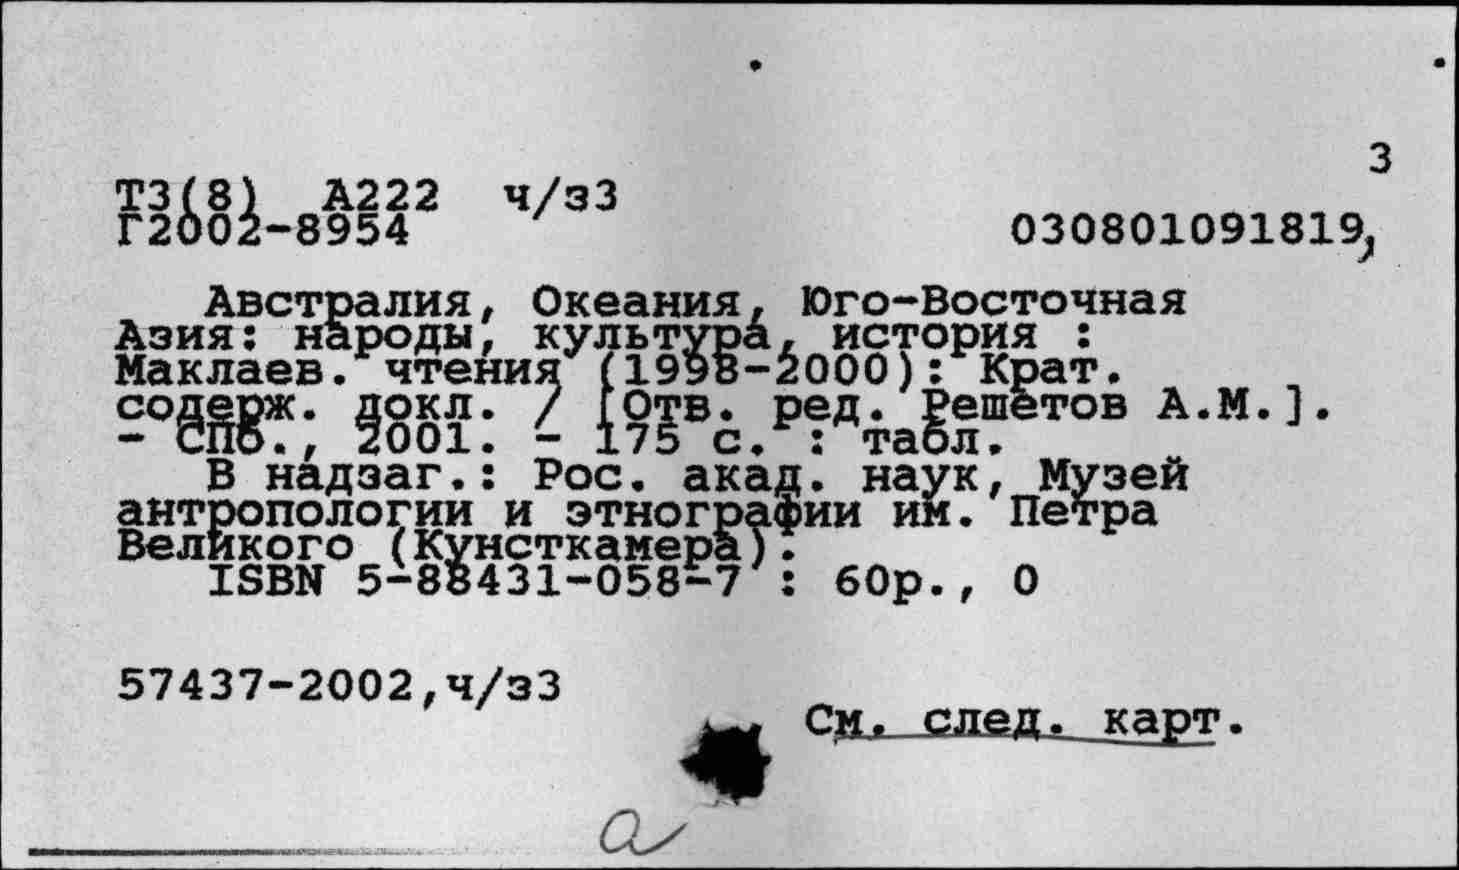 3
Т3(8) А222 ч/з3
Г2002-8954 030801091819,
Австралия, Океания, Юго-Восточная
Азия: народы, культура, история :
Маклаев. чтения (1998-2000): Крат.
содерж. докл. / [Отв. ред. Решетов А.М.].
- СПб., 2001. - 175 с. : табл.
В надзаг.: Рос. акад. наук, Музей
антропологии и этнографии им. Петра
Великого (Кунсткамера).
ISBN 5-88431-058-7 : 60р., 0
57437-2002,ч/з3
См. след. карт.
а